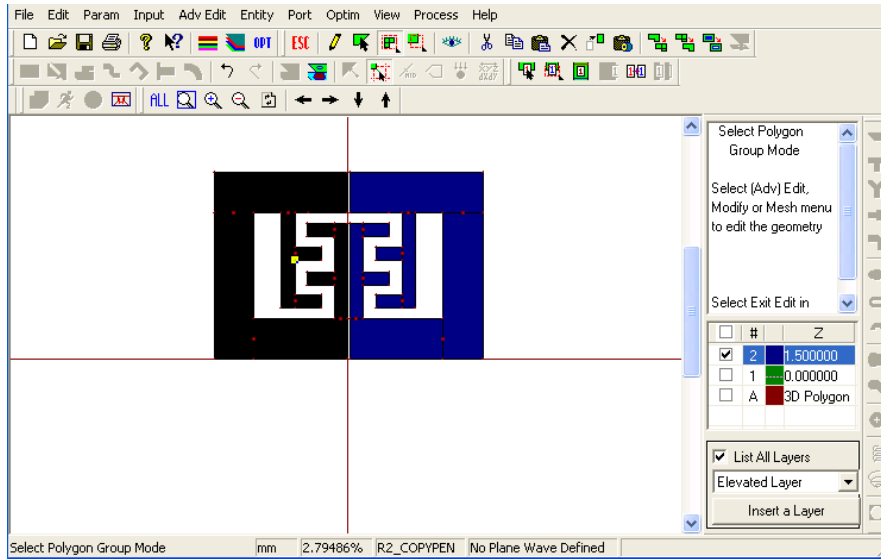 File Edit Param Input Adv Edit Entity Port Optim View Process Help
? OPT ESC
ALL
Select Polygon
Group Mode
Select (Adv) Edit,
Modify or Mesh menu
to edit the geometry
Select Exit Edit in
# Z
2 1.500000
1 0.000000
A 3D Polygon
List All Layers
Elevated Layer
Insert a Layer
Select Polygon Group Mode mm 2.79486% R2_COPYPEN No Plane Wave Defined